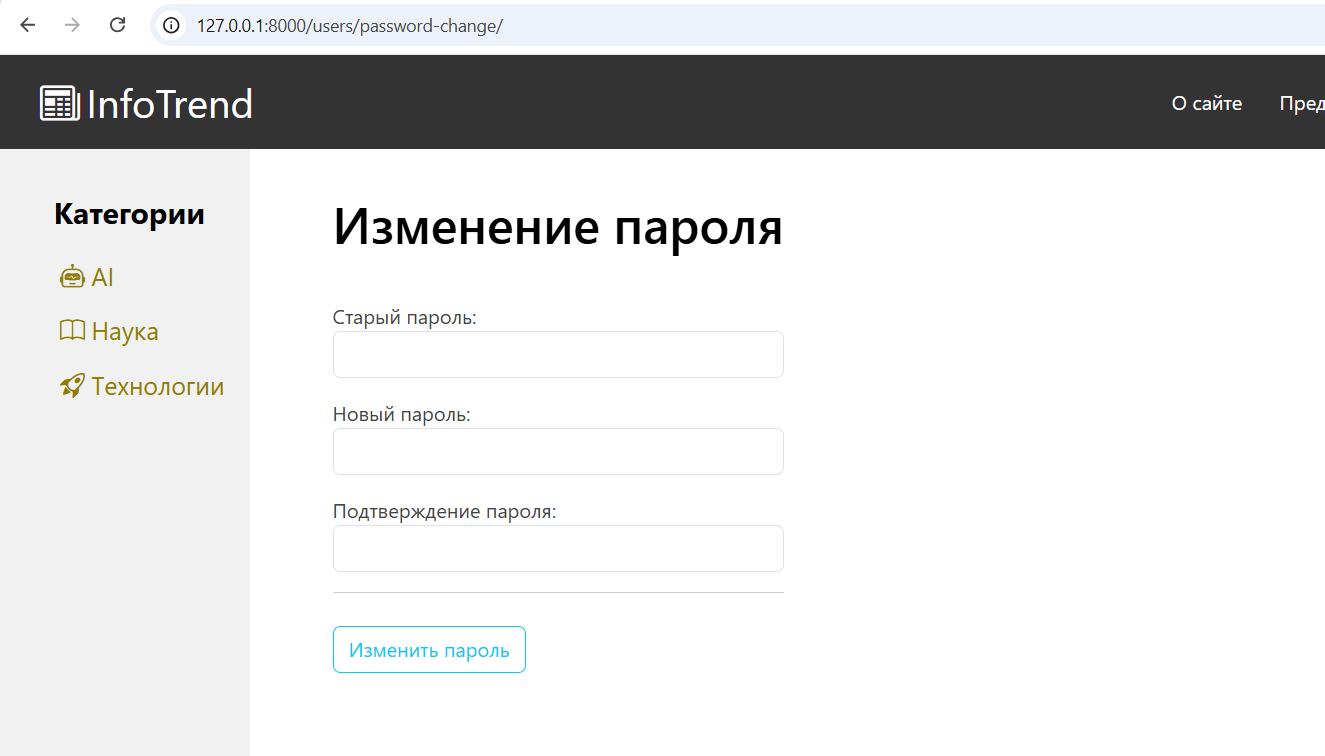 127.0.0.1:8000/users/password-change/
InfoTrend
О сайте
Пред
Категории
AI
Наука
Технологии
Изменение пароля
Старый пароль:
Новый пароль:
Подтверждение пароля:
Изменить пароль